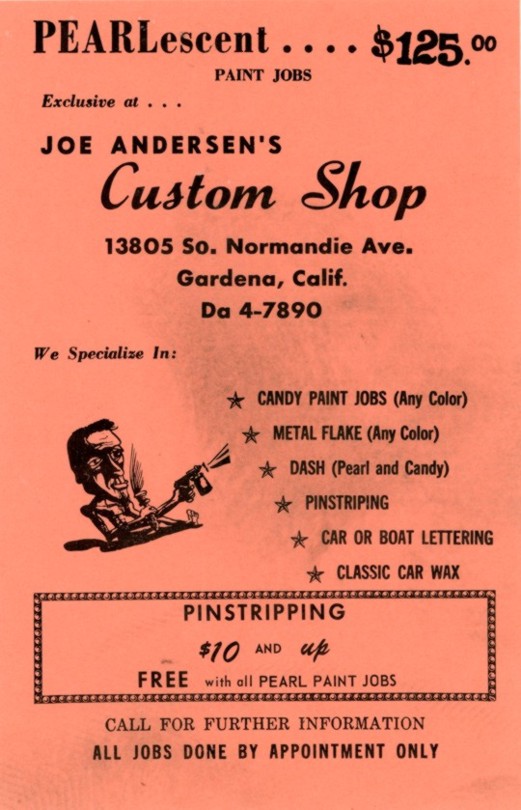 PEARLescent .... $125.00
PAINT JOBS
Exclusive at . . .
JOE ANDERSEN'S
Custom Shop
13805 So. Normandie Ave.
Gardena, Calif.
Da 4-7890
We Specialize In:
CANDY PAINT JOBS (Any Color)
METAL FLAKE (Any Color)
DASH (Pearl and Candy)
PINSTRIPING
CAR OR BOAT LETTERING
CLASSIC CAR WAX
PINSTRIPPING
$10 AND up
FREE with all PEARL PAINT JOBS
CALL FOR FURTHER INFORMATION
ALL JOBS DONE BY APPOINTMENT ONLY